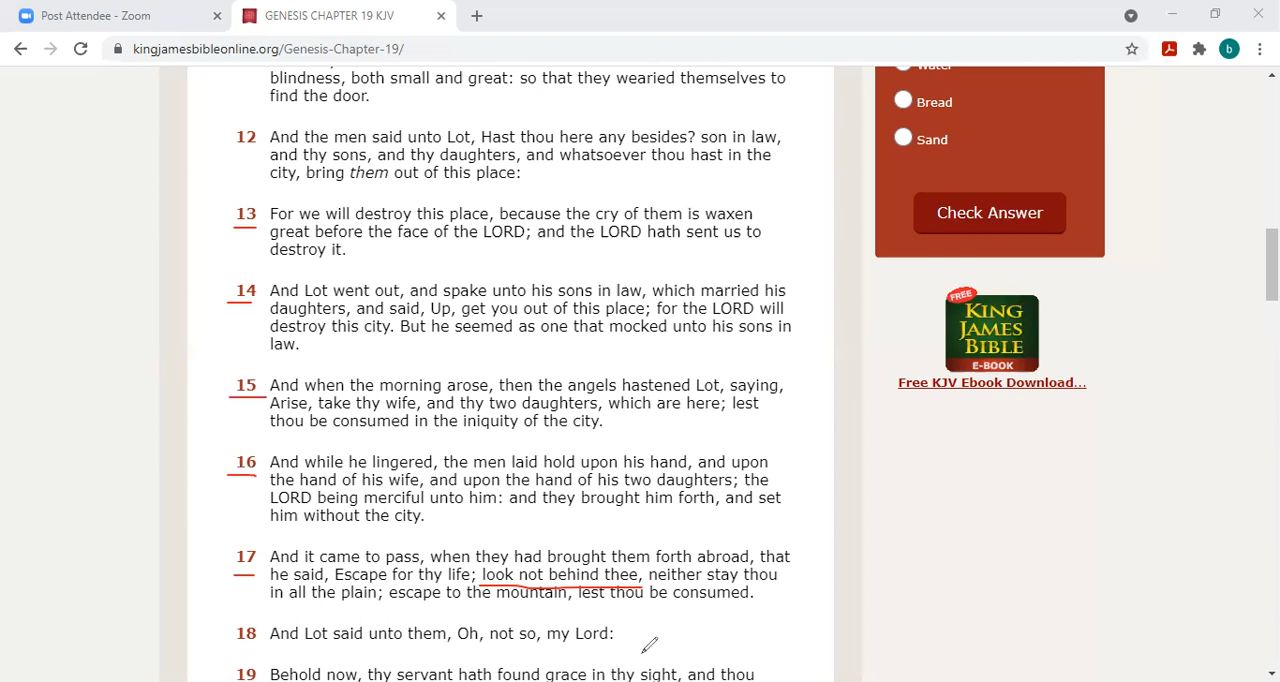 Post Attendee - Zoom
GENESIS CHAPTER 19 KJV
kingjamesbibleonline.org/Genesis-Chapter-19/
b
blindness, both small and great: so that they wearied themselves to
find the door.
12 And the men said unto Lot, Hast thou here any besides? son in law,
and thy sons, and thy daughters, and whatsoever thou hast in the
city, bring them out of this place:
13 For we will destroy this place, because the cry of them is waxen
great before the face of the LORD; and the LORD hath sent us to
destroy it.
14 And Lot went out, and spake unto his sons in law, which married his
daughters, and said, Up, get you out of this place; for the LORD will
destroy this city. But he seemed as one that mocked unto his sons in
law.
15 And when the morning arose, then the angels hastened Lot, saying,
Arise, take thy wife, and thy two daughters, which are here; lest
thou be consumed in the iniquity of the city.
16 And while he lingered, the men laid hold upon his hand, and upon
the hand of his wife, and upon the hand of his two daughters; the
LORD being merciful unto him: and they brought him forth, and set
him without the city.
17 And it came to pass, when they had brought them forth abroad, that
he said, Escape for thy life; look not behind thee, neither stay thou
in all the plain; escape to the mountain, lest thou be consumed.
18 And Lot said unto them, Oh, not so, my Lord:
19 Behold now, thy servant hath found grace in thy sight, and thou
Water
Bread
Sand
Check Answer
FREE
KING
JAMES
BIBLE
E-BOOK
Free KJV Ebook Download...